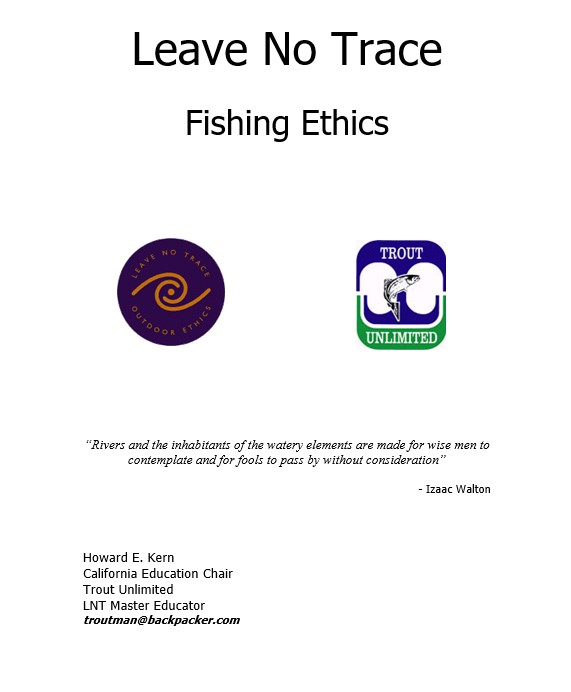 Leave No Trace
Fishing Ethics
LEAVE NO TRACE
OUTDOOR ETHICS
TROUT
UNLIMITED
“Rivers and the inhabitants of the watery elements are made for wise men to
contemplate and for fools to pass by without consideration”
- Izaac Walton
Howard E. Kern
California Education Chair
Trout Unlimited
LNT Master Educator
troutman@backpacker.com